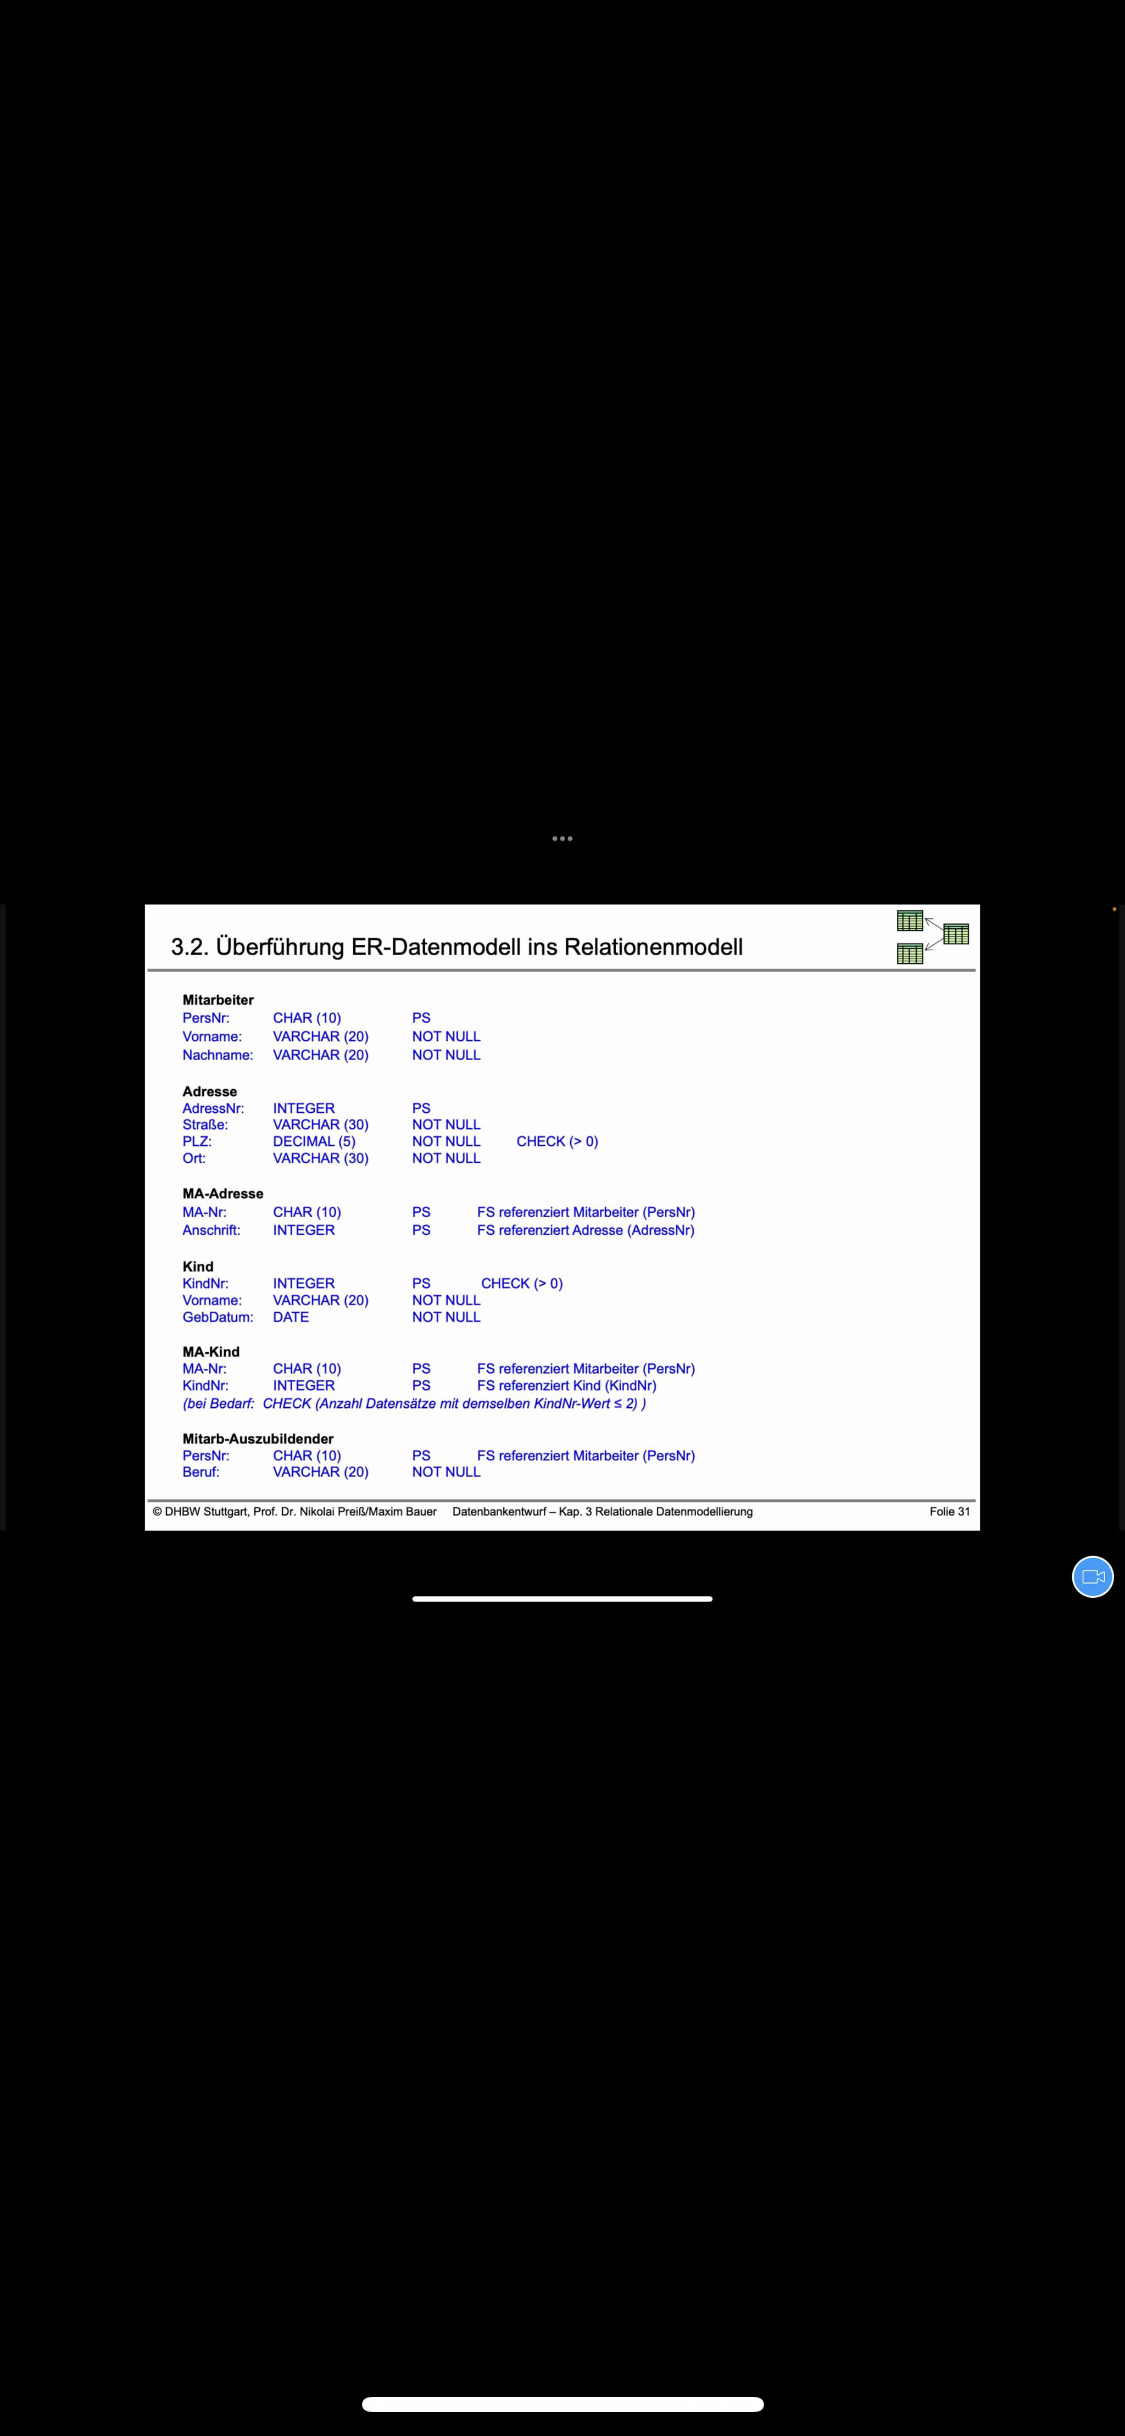 3.2. Überführung ER-Datenmodell ins Relationenmodell
Mitarbeiter
PersNr: CHAR (10) PS
Vorname: VARCHAR (20) NOT NULL
Nachname: VARCHAR (20) NOT NULL
Adresse
AdressNr: INTEGER PS
Straße: VARCHAR (30) NOT NULL
PLZ: DECIMAL (5) NOT NULL CHECK (> 0)
Ort: VARCHAR (30) NOT NULL
MA-Adresse
MA-Nr: CHAR (10) PS FS referenziert Mitarbeiter (PersNr)
Anschrift: INTEGER PS FS referenziert Adresse (AdressNr)
Kind
KindNr: INTEGER PS CHECK (> 0)
Vorname: VARCHAR (20) NOT NULL
GebDatum: DATE NOT NULL
MA-Kind
MA-Nr: CHAR (10) PS FS referenziert Mitarbeiter (PersNr)
KindNr: INTEGER PS FS referenziert Kind (KindNr)
(bei Bedarf: CHECK (Anzahl Datensätze mit demselben KindNr-Wert ≤ 2) )
Mitarb-Auszubildender
PersNr: CHAR (10) PS FS referenziert Mitarbeiter (PersNr)
Beruf: VARCHAR (20) NOT NULL
© DHBW Stuttgart, Prof. Dr. Nikolai Preiß/Maxim Bauer Datenbankentwurf – Kap. 3 Relationale Datenmodellierung Folie 31